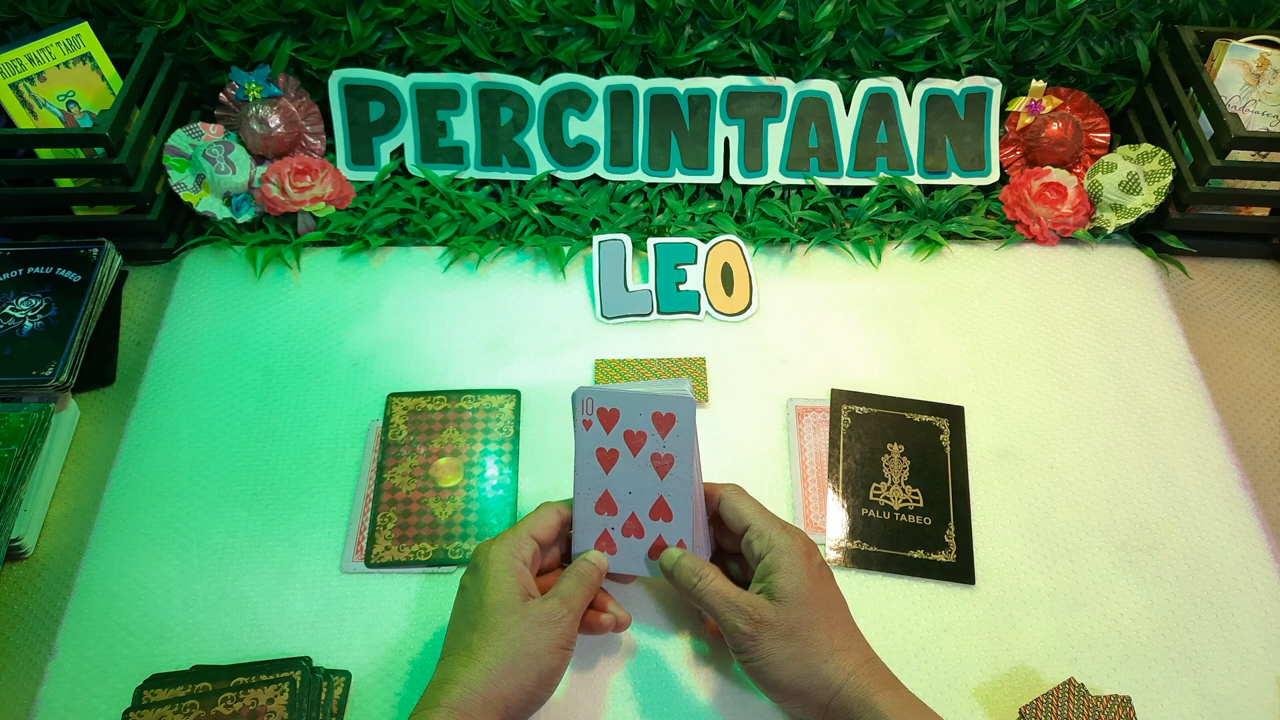 RIDER-WAITE® TAROT
PERCINTAAN
LEO
TAROT PALU TABEO
10
PALU TABEO